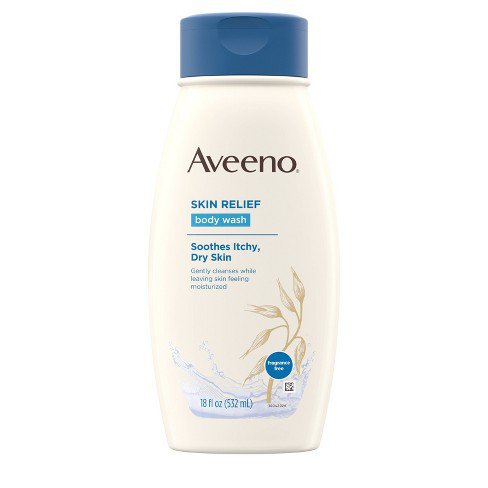 Aveeno®
SKIN RELIEF
body wash
Soothes Itchy,
Dry Skin
Gently cleanses while
leaving skin feeling
moisturized
fragrance
free
18 fl oz (532 mL)